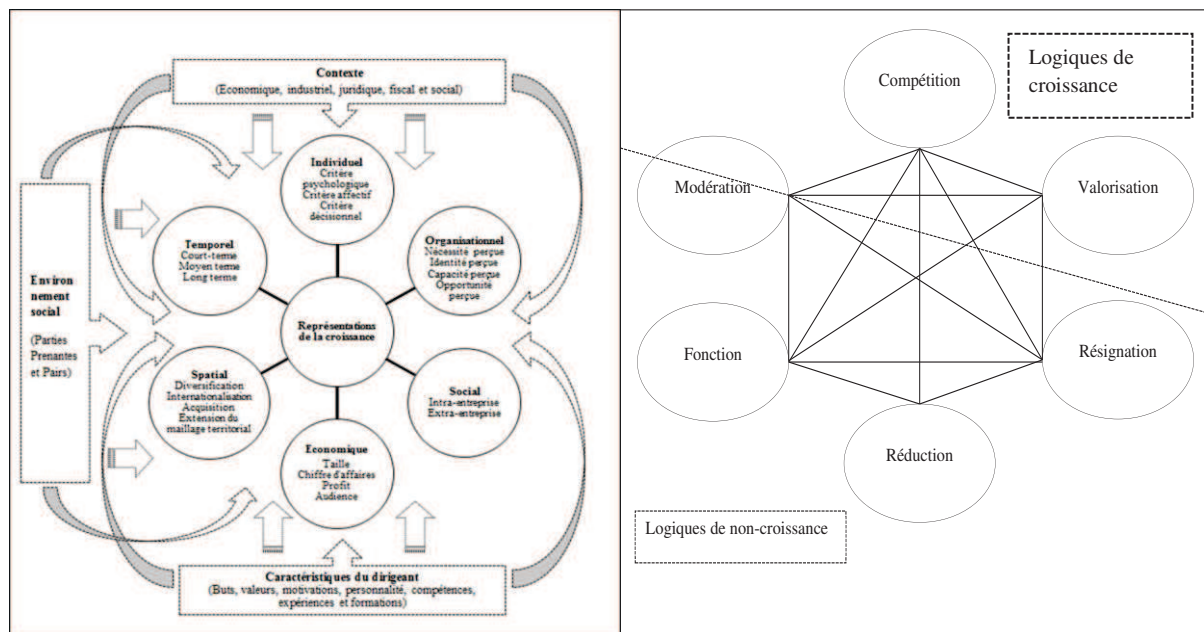 Contexte
(Economique, industriel, juridique, fiscal et social)
Individuel
Critère
psychologique
Critère affectif
Critère
décisionnel
Temporel
Court-terme
Moyen terme
Long terme
Organisationnel
Nécessité perçue
Identité perçue
Capacité perçue
Opportunité
perçue
Environ
nement
social
(Parties
Prenantes
et Pairs)
Représentations
de la croissance
Spatial
Diversification
Internationalisation
Acquisition
Extension du
maillage territorial
Social
Intra-entreprise
Extra-entreprise
Economique
Taille
Chiffre d'affaires
Profit
Audience
Caractéristiques du dirigeant
(Buts, valeurs, motivations, personnalité, compétences,
expériences et formations)
Logiques de
croissance
Compétition
Modération
Valorisation
Fonction
Résignation
Réduction
Logiques de non-croissance